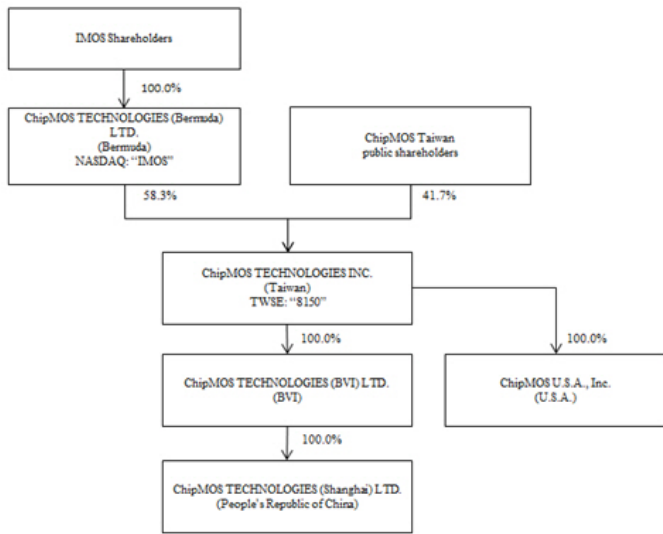 IMOS Shareholders
100.0%
ChipMOS TECHNOLOGIES (Bermuda)
LTD.
(Bermuda)
NASDAQ: “IMOS”
ChipMOS Taiwan
public shareholders
58.3%
41.7%
ChipMOS TECHNOLOGIES INC.
(Taiwan)
TWSE: “8150”
100.0%
100.0%
ChipMOS TECHNOLOGIES (BVI) LTD.
(BVI)
ChipMOS U.S.A., Inc.
(U.S.A.)
100.0%
ChipMOS TECHNOLOGIES (Shanghai) LTD.
(People’s Republic of China)